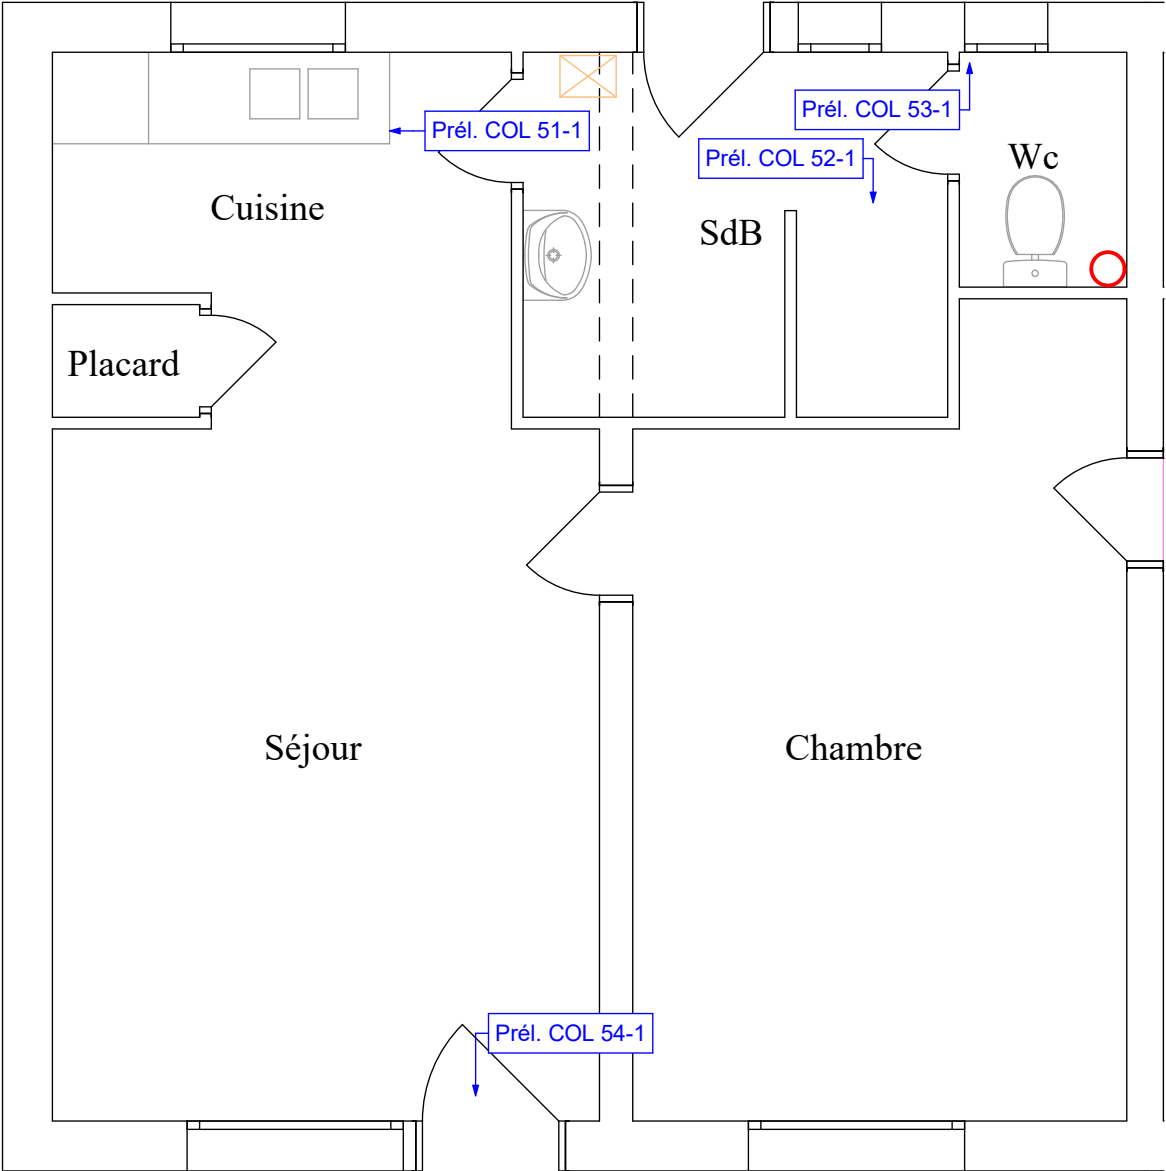 Prél. COL 53-1
Prél. COL 51-1
Prél. COL 52-1
Wc
Cuisine
SdB
Placard
Séjour
Chambre
Prél. COL 54-1